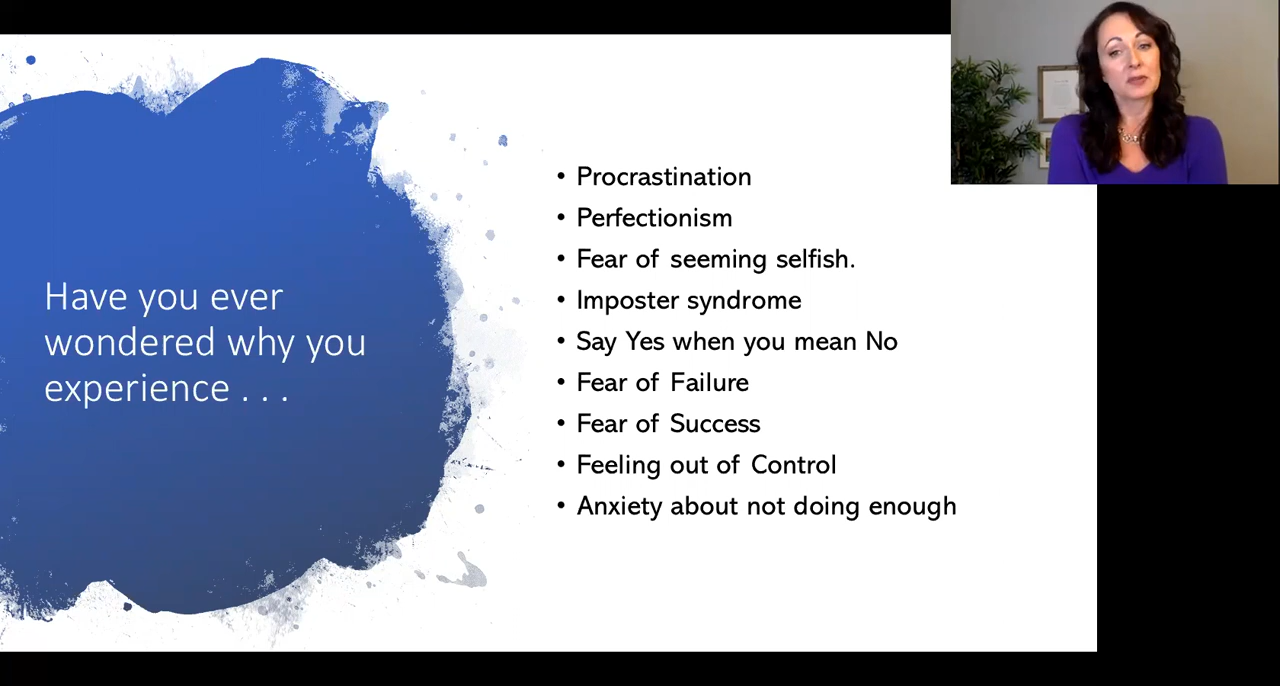 Have you ever
wondered why you
experience . . .
• Procrastination
• Perfectionism
• Fear of seeming selfish.
• Imposter syndrome
• Say Yes when you mean No
• Fear of Failure
• Fear of Success
• Feeling out of Control
• Anxiety about not doing enough